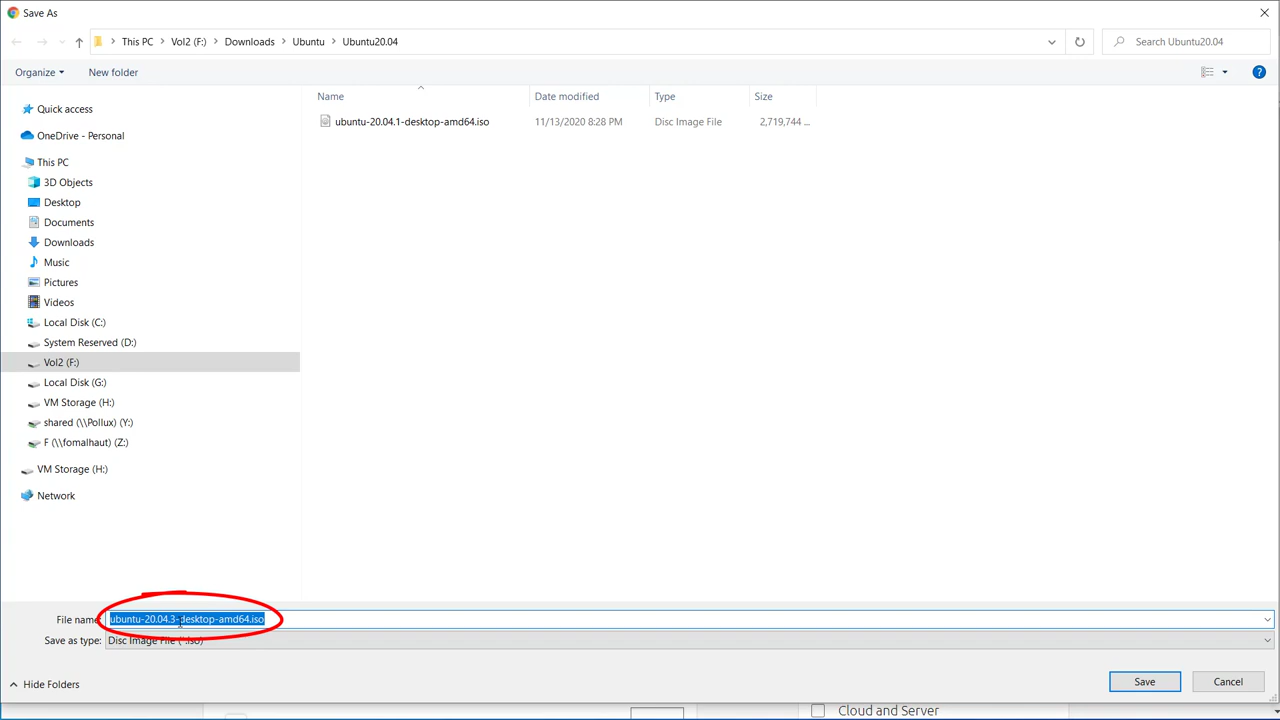 Save As
This PC > Vol2 (F:) > Downloads > Ubuntu > Ubuntu20.04
Search Ubuntu20.04
Organize
New folder
Quick access
OneDrive - Personal
This PC
3D Objects
Desktop
Documents
Downloads
Music
Pictures
Videos
Local Disk (C:)
System Reserved (D:)
Vol2 (F:)
Local Disk (G:)
VM Storage (H:)
shared (\\Pollux) (Y:)
F (\\fomalhaut) (Z:)
VM Storage (H:)
Network
Name Date modified Type Size
ubuntu-20.04.1-desktop-amd64.iso 11/13/2020 8:28 PM Disc Image File 2,719,744 ...
File name: ubuntu-20.04.3-desktop-amd64.iso
Save as type: Disc Image File (*.iso)
Hide Folders
Save
Cancel
Cloud and Server